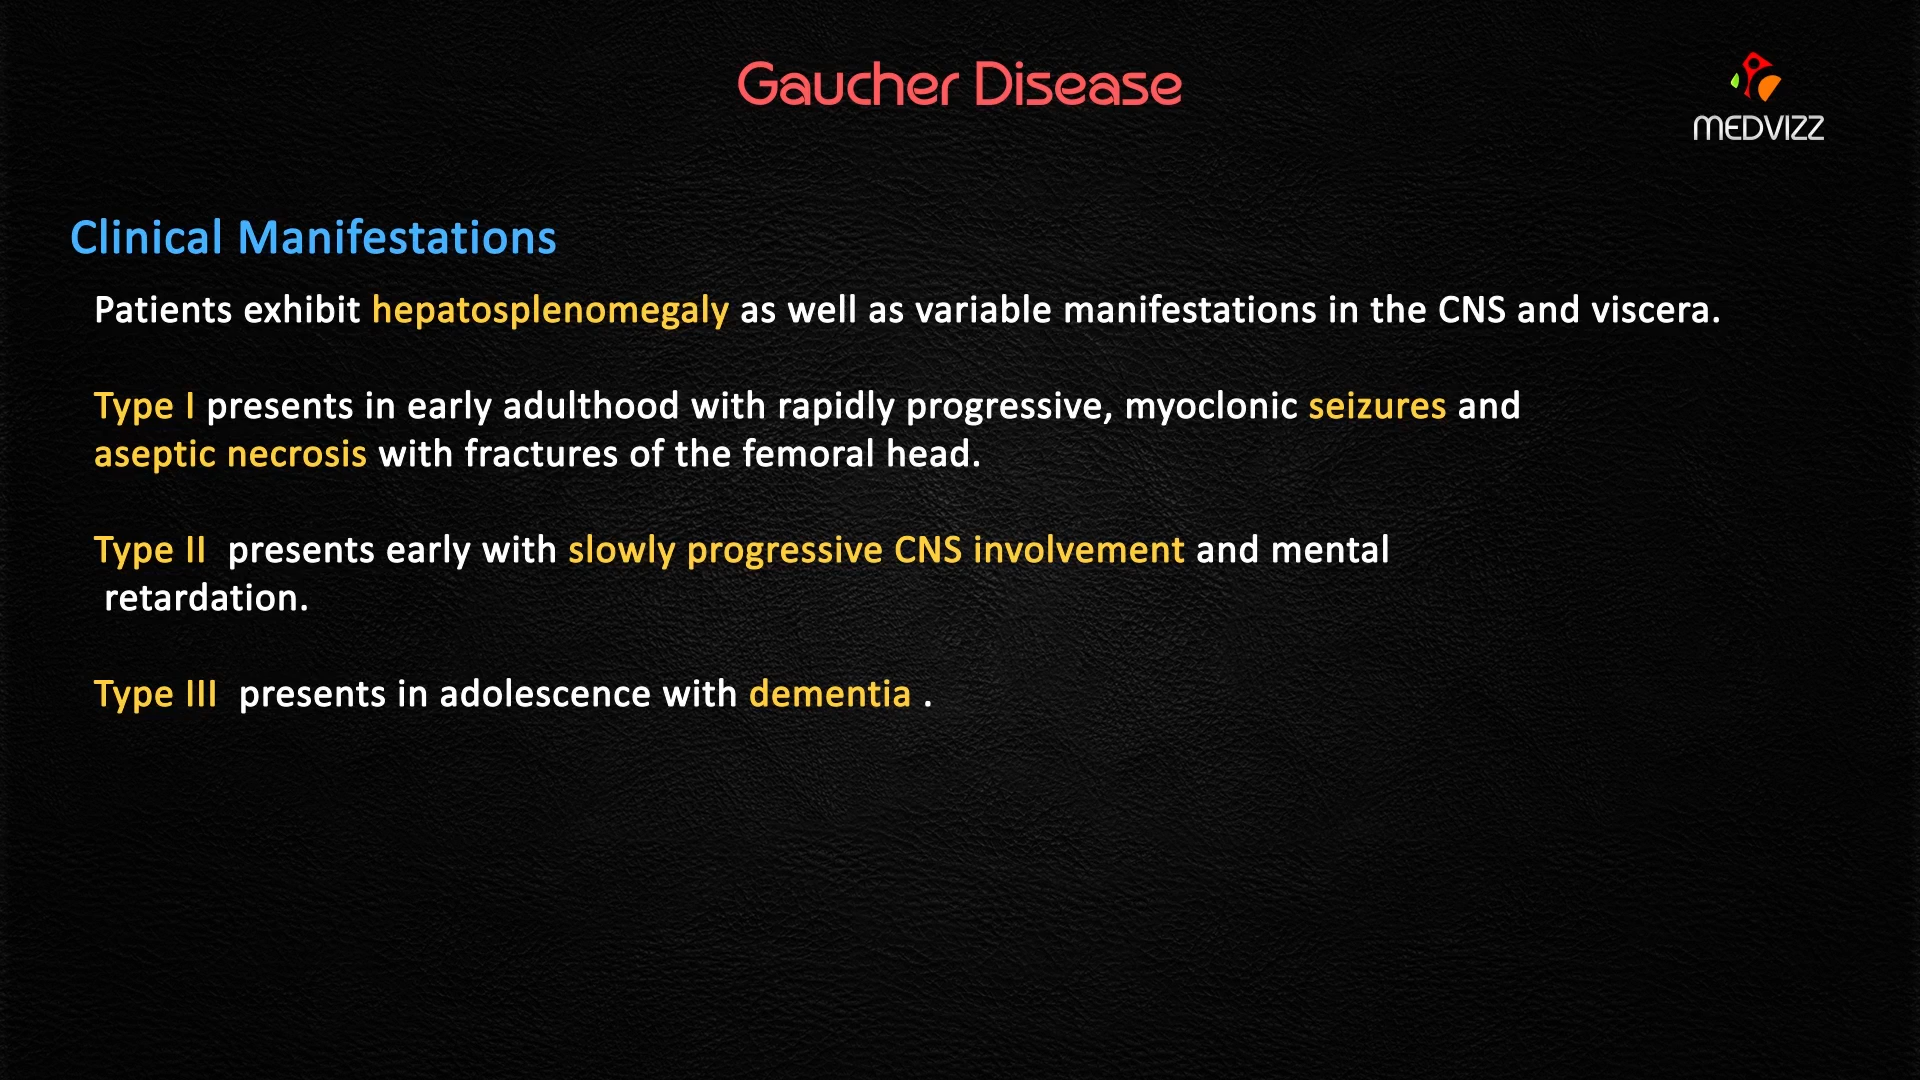 Gaucher Disease
MEDVIZZ
Clinical Manifestations
Patients exhibit hepatosplenomegaly as well as variable manifestations in the CNS and viscera.
Type I presents in early adulthood with rapidly progressive, myoclonic seizures and
aseptic necrosis with fractures of the femoral head.
Type II presents early with slowly progressive CNS involvement and mental
retardation.
Type III presents in adolescence with dementia .